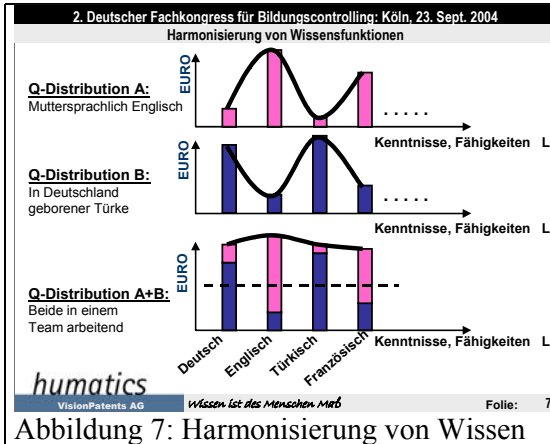 2. Deutscher Fachkongress für Bildungscontrolling: Köln, 23. Sept. 2004
Harmonisierung von Wissensfunktionen
Q-Distribution A:
Muttersprachlich Englisch
EURO
. . . . .
Kenntnisse, Fähigkeiten L
Q-Distribution B:
In Deutschland
geborener Türke
EURO
. . . . .
Kenntnisse, Fähigkeiten L
Q-Distribution A+B:
Beide in einem
Team arbeitend
EURO
Kenntnisse, Fähigkeiten L
Deutsch
Englisch
Türkisch
Französisch
humatics
VisionPatents AG
Wissen ist des Menschen Maß
Folie: 7
Abbildung 7: Harmonisierung von Wissen